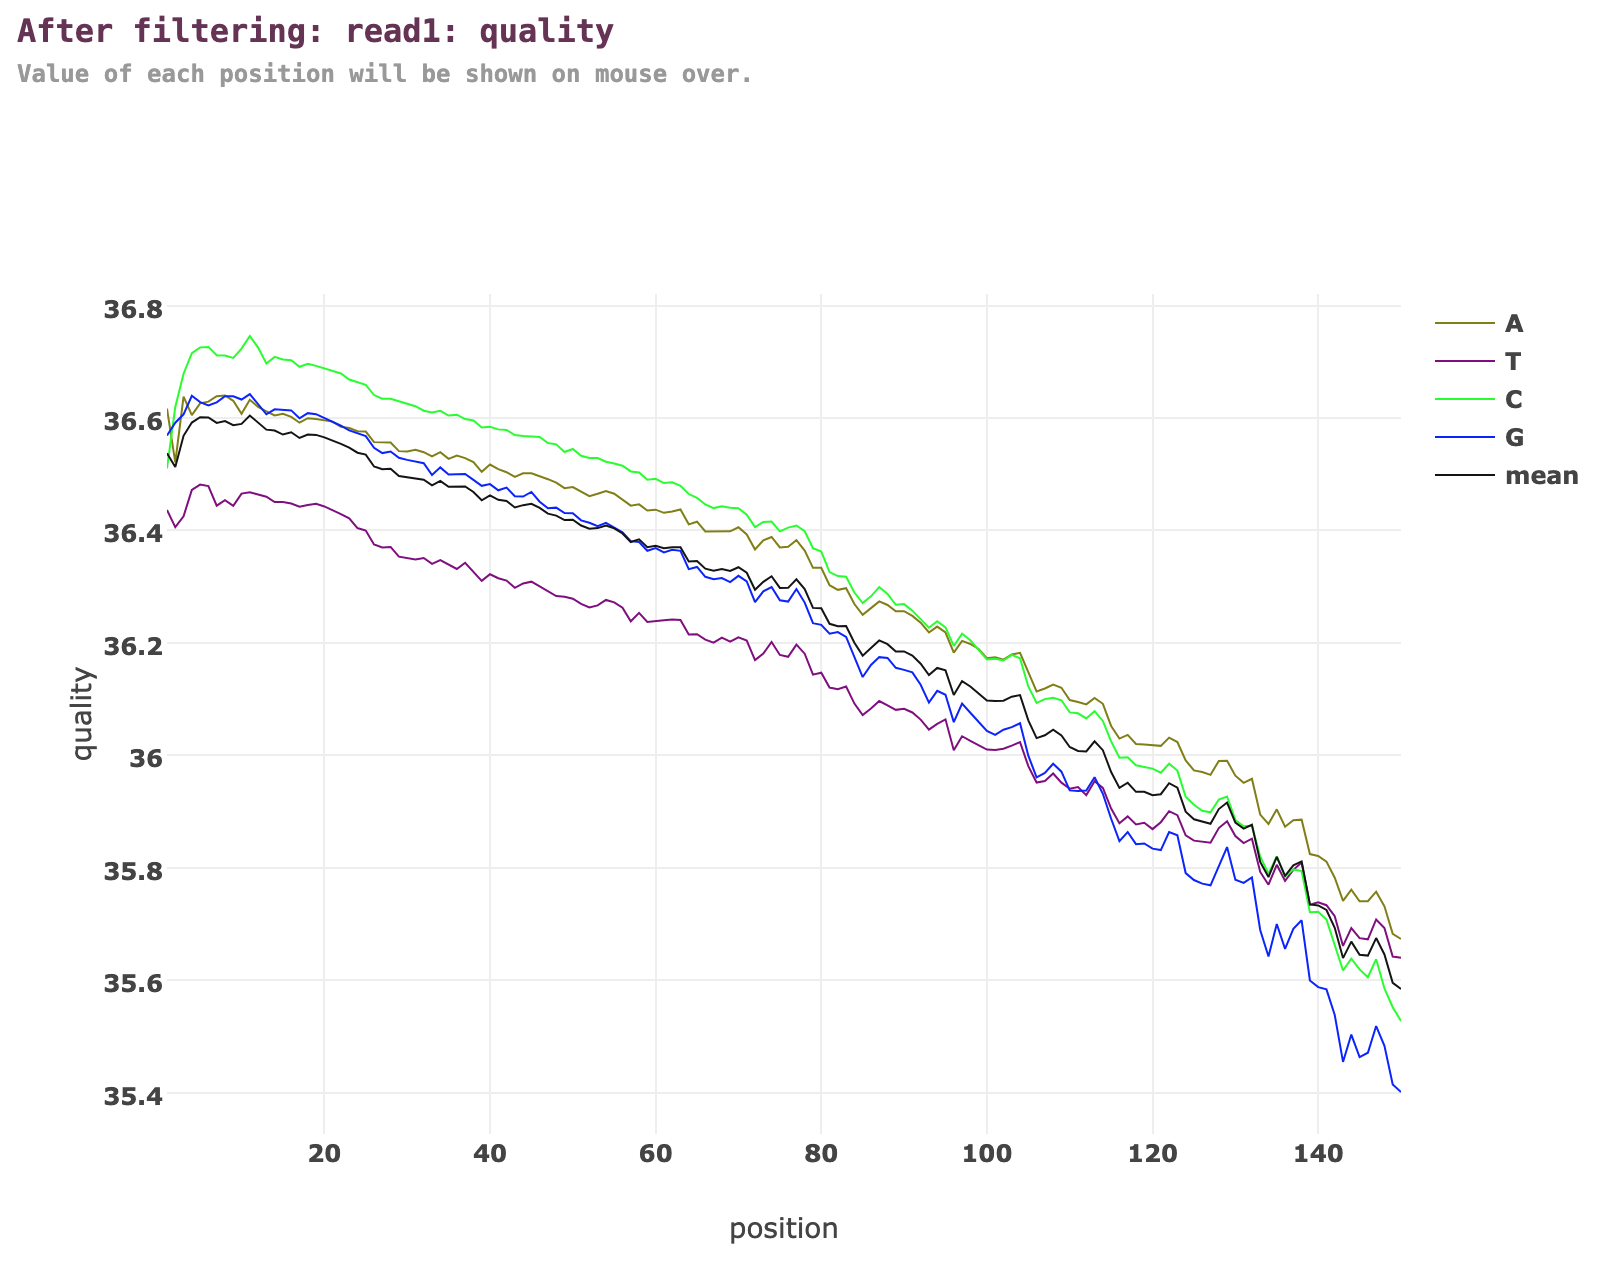 After filtering: read1: quality
Value of each position will be shown on mouse over.
36.8
36.6
36.4
36.2
36
35.8
35.6
35.4
quality
20 40 60 80 100 120 140
position
A
T
C
G
mean